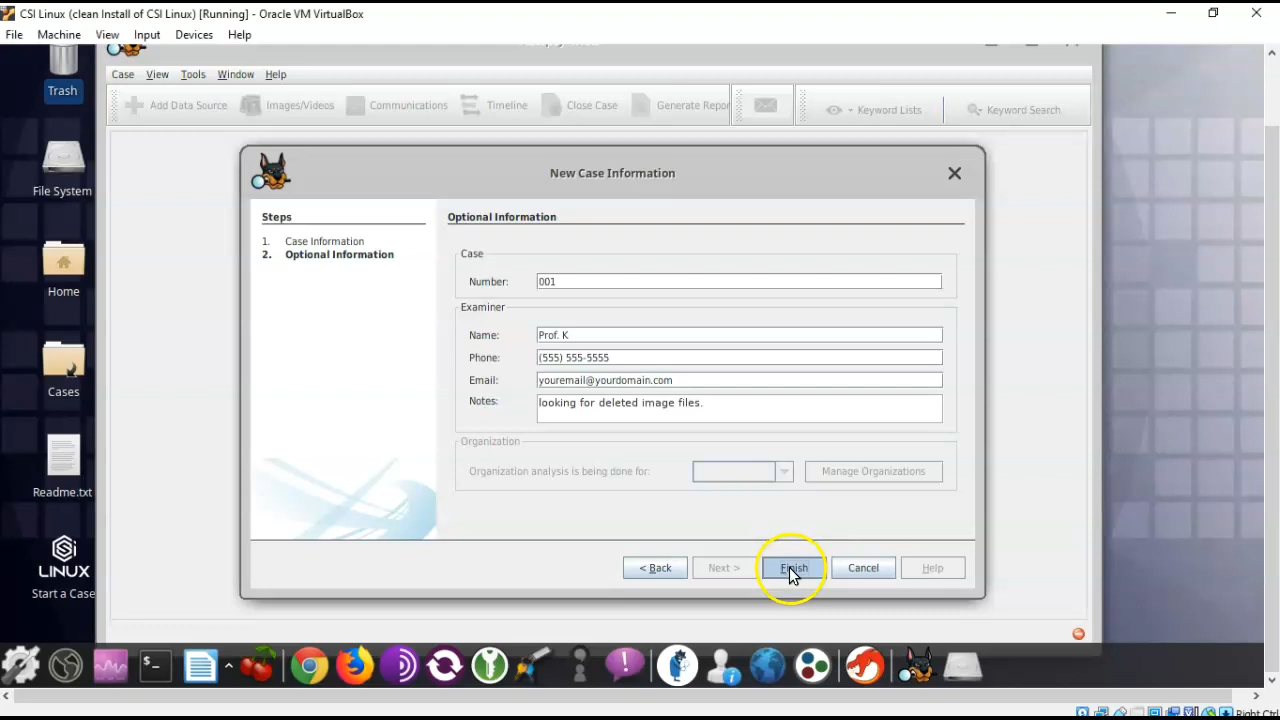 CSI Linux (clean Install of CSI Linux) [Running] - Oracle VM VirtualBox
File Machine View Input Devices Help
Trash
File System
Home
Cases
Readme.txt
LINUX
Start a Case
Case View Tools Window Help
Add Data Source Images/Videos Communications Timeline Close Case Generate Repor Keyword Lists Keyword Search
New Case Information
Steps
1. Case Information
2. Optional Information
Optional Information
Case
Number: 001
Examiner
Name: Prof. K
Phone: (555) 555-5555
Email: youremail@yourdomain.com
Notes: looking for deleted image files.
Organization
Organization analysis is being done for: Manage Organizations
< Back Next > Finish Cancel Help
Right Ctrl